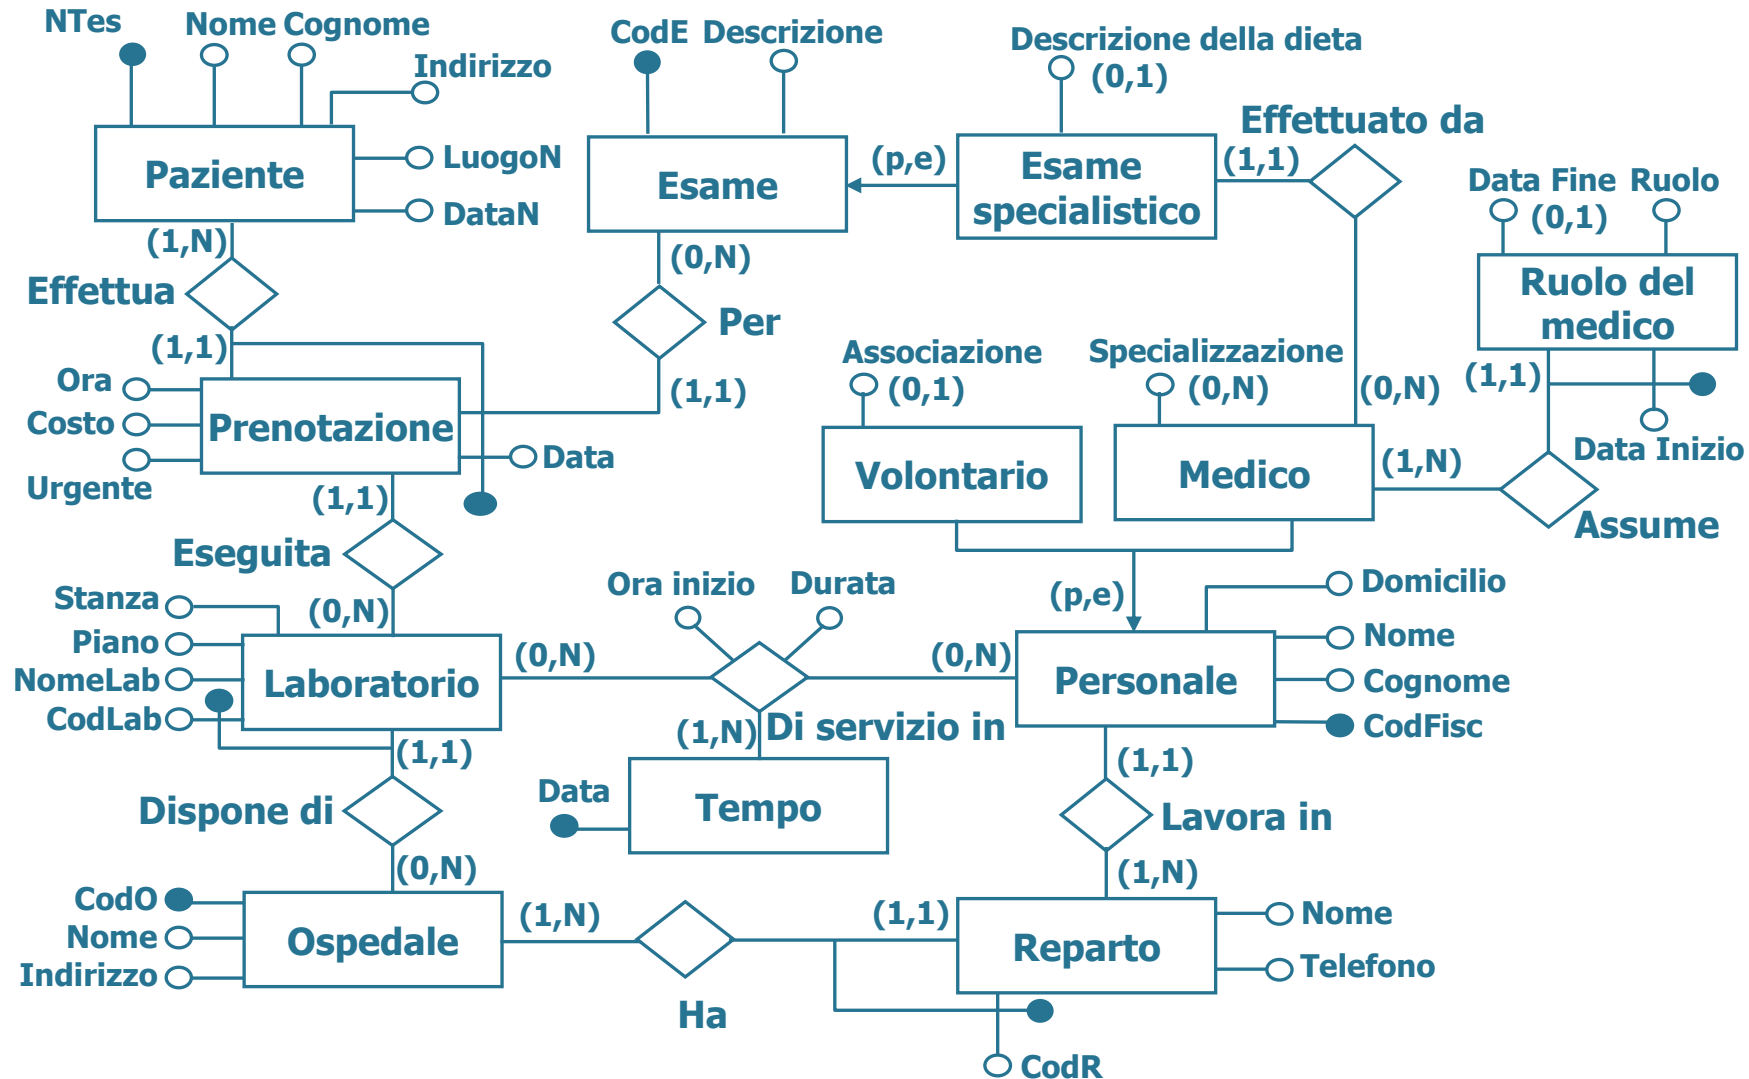 NTes
Nome Cognome
Indirizzo
Paziente
LuogoN
DataN
(1,N)
Effettua
(1,1)
CodE Descrizione
Esame
(0,N)
Per
(1,1)
Descrizione della dieta
(0,1)
(p,e)
Esame
specialistico
Effettuato da
(1,1)
(0,N)
Data Fine Ruolo
(0,1)
Ruolo del
medico
(1,1)
Data Inizio
Assume
(1,N)
Ora
Costo
Urgente
Prenotazione
Data
(1,1)
Eseguita
(0,N)
Associazione
(0,1)
Volontario
Specializzazione
(0,N)
Medico
(p,e)
Stanza
Piano
NomeLab
CodLab
Laboratorio
(0,N)
Ora inizio
Durata
(0,N)
Di servizio in
(1,N)
Data
Tempo
Personale
Domicilio
Nome
Cognome
CodFisc
(1,1)
Lavora in
(1,N)
(1,1)
Dispone di
(0,N)
CodO
Nome
Indirizzo
Ospedale
(1,N)
Ha
(1,1)
Reparto
Nome
Telefono
CodR